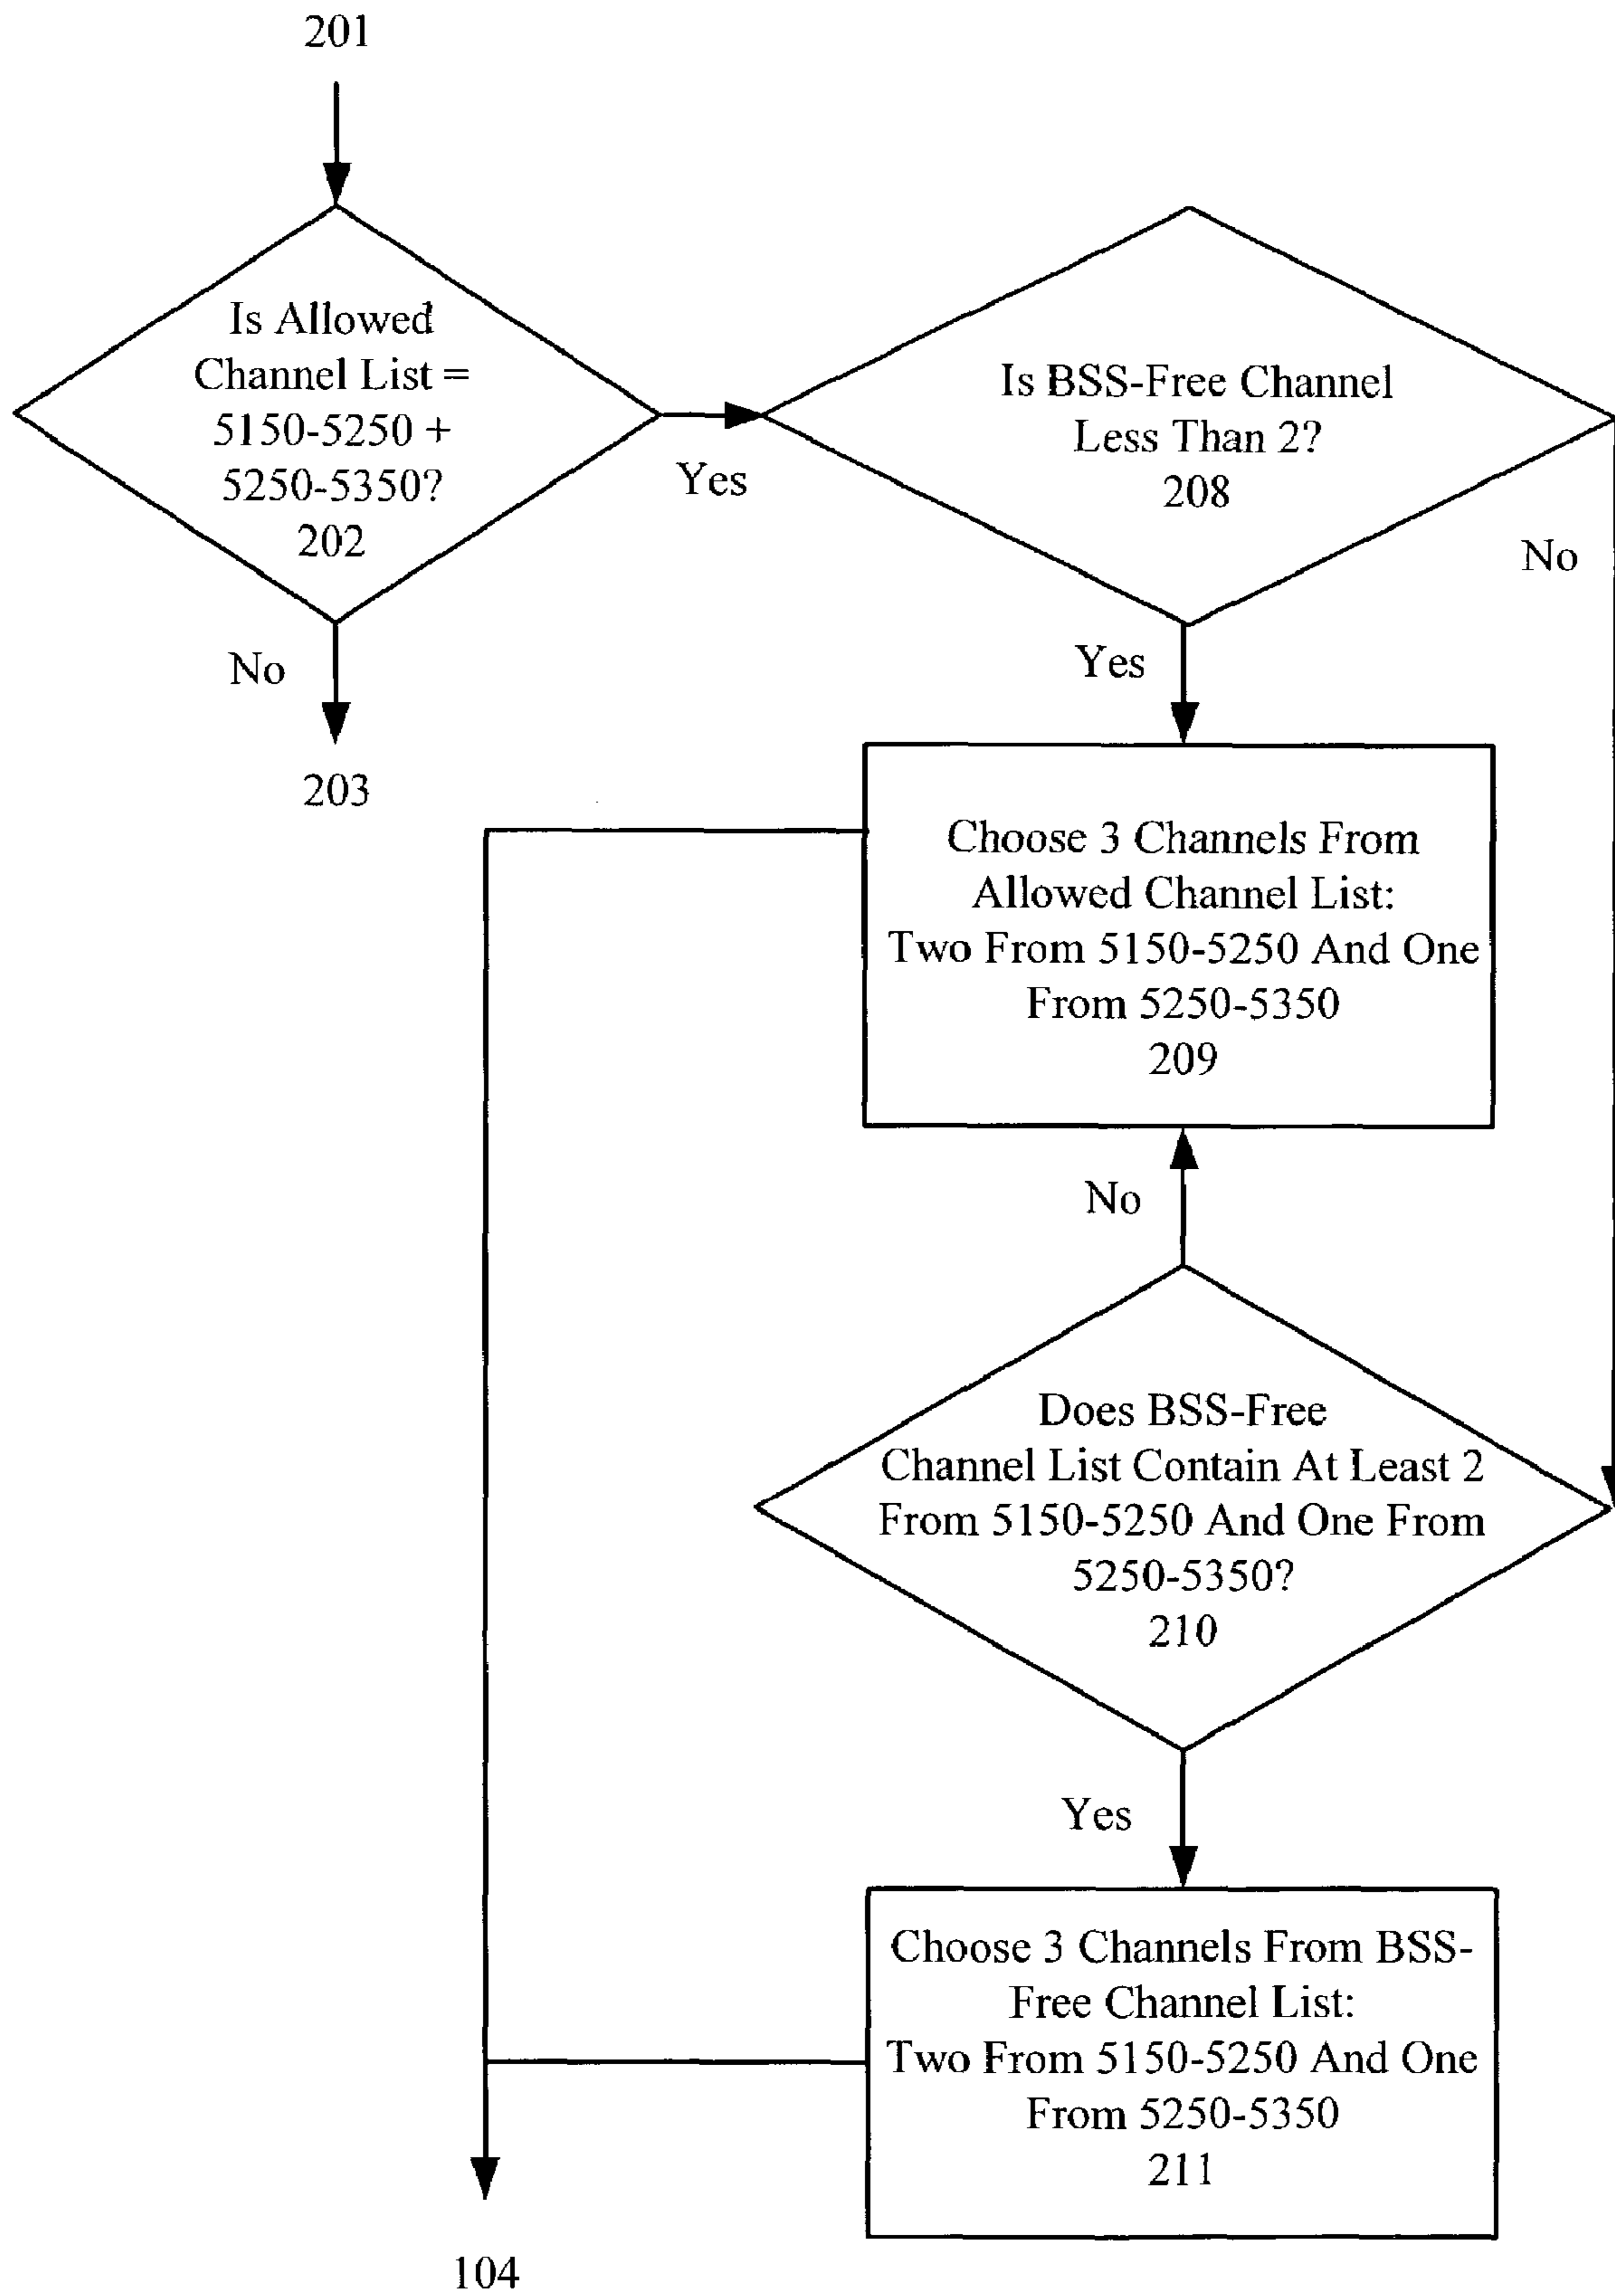 201
Is Allowed
Channel List =
5150-5250 +
5250-5350?
202
Yes
No
203
Is BSS-Free Channel
Less Than 2?
208
No
Yes
Choose 3 Channels From
Allowed Channel List:
Two From 5150-5250 And One
From 5250-5350
209
No
Does BSS-Free
Channel List Contain At Least 2
From 5150-5250 And One From
5250-5350?
210
Yes
Choose 3 Channels From BSS-
Free Channel List:
Two From 5150-5250 And One
From 5250-5350
211
104